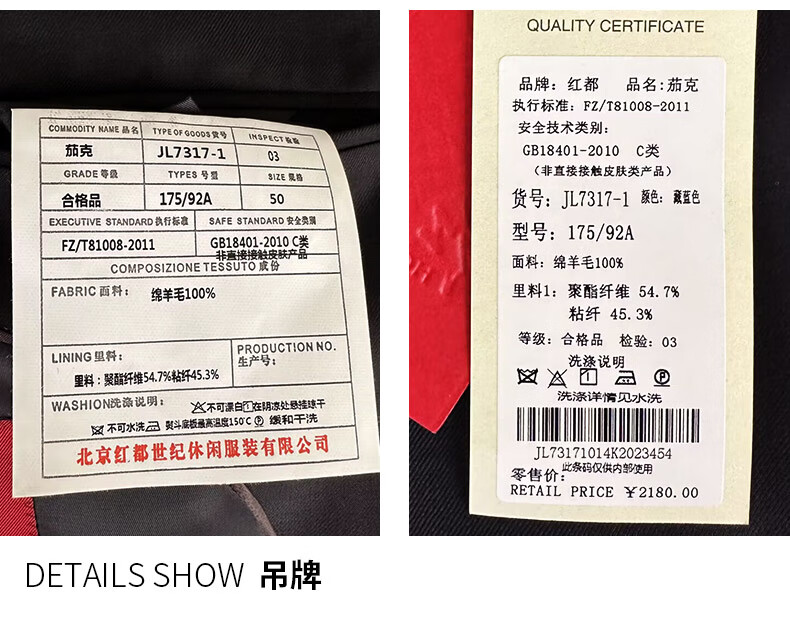 COMMODITY NAME 品名 TYPE OF GOODS 货号 INSPECT 检验
茄克 JL7317-1 03
GRADE 等级 TYPES 号型 SIZE 规格
合格品 175/92A 50
EXECUTIVE STANDARD 执行标准 SAFE STANDARD 安全类别
FZ/T81008-2011 GB18401-2010 C类
非直接接触皮肤产品
COMPOSIZIONE TESSUTO 成份
FABRIC 面料: 绵羊毛100%
LINING 里料: PRODUCTION NO.
生产号:
里料:聚酯纤维54.7%粘纤45.3%
WASHION洗涤说明: 不可漂白 在阴凉处悬挂晾干
不可水洗 熨斗底板最高温度150℃ Ⓟ 缓和干洗
北京红都世纪休闲服装有限公司
QUALITY CERTIFICATE
品牌: 红都 品名:茄克
执行标准: FZ/T81008-2011
安全技术类别:
GB18401-2010 C类
(非直接接触皮肤类产品)
货号: JL7317-1 颜色: 藏蓝色
型号: 175/92A
面料: 绵羊毛100%
里料1: 聚酯纤维 54.7%
粘纤 45.3%
等级: 合格品 检验: 03
洗涤说明
Ⓟ
洗涤详情见水洗
JL73171014K2023454
此条码仅供内部使用
零售价:
RETAIL PRICE ¥2180.00
DETAILS SHOW 吊牌